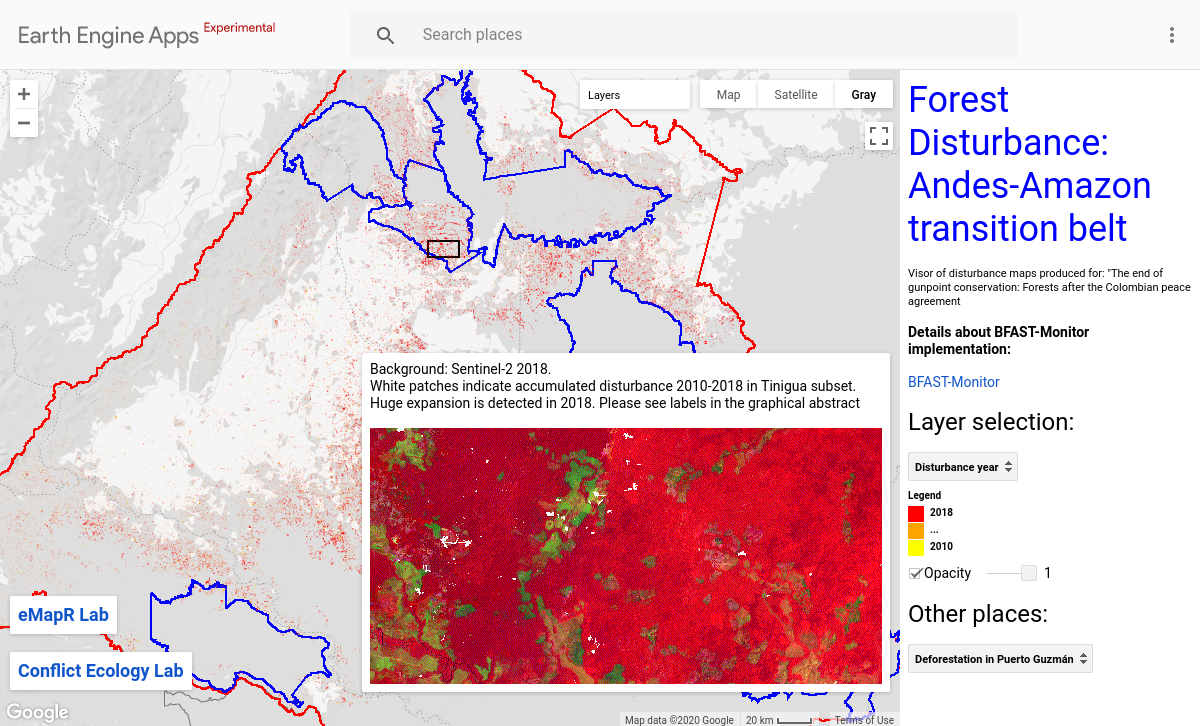 Earth Engine Apps Experimental
Search places
Layers
Map
Satellite
Gray
Forest
Disturbance:
Andes-Amazon
transition belt
Visor of disturbance maps produced for: "The end of
gunpoint conservation: Forests after the Colombian peace
agreement
Details about BFAST-Monitor
implementation:
BFAST-Monitor
Layer selection:
Disturbance year
Legend
2018
...
2010
Opacity
1
Other places:
Deforestation in Puerto Guzmán
Background: Sentinel-2 2018.
White patches indicate accumulated disturbance 2010-2018 in Tinigua subset.
Huge expansion is detected in 2018. Please see labels in the graphical abstract
eMapR Lab
Conflict Ecology Lab
Google
Map data ©2020 Google
20 km
Terms of Use